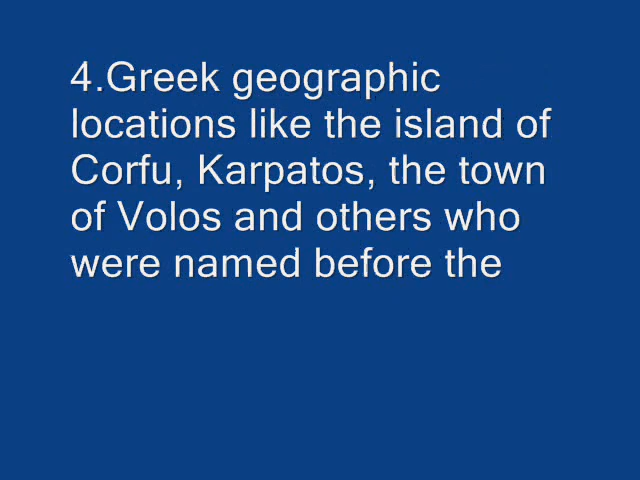 4.Greek geographic
locations like the island of
Corfu, Karpatos, the town
of Volos and others who
were named before the